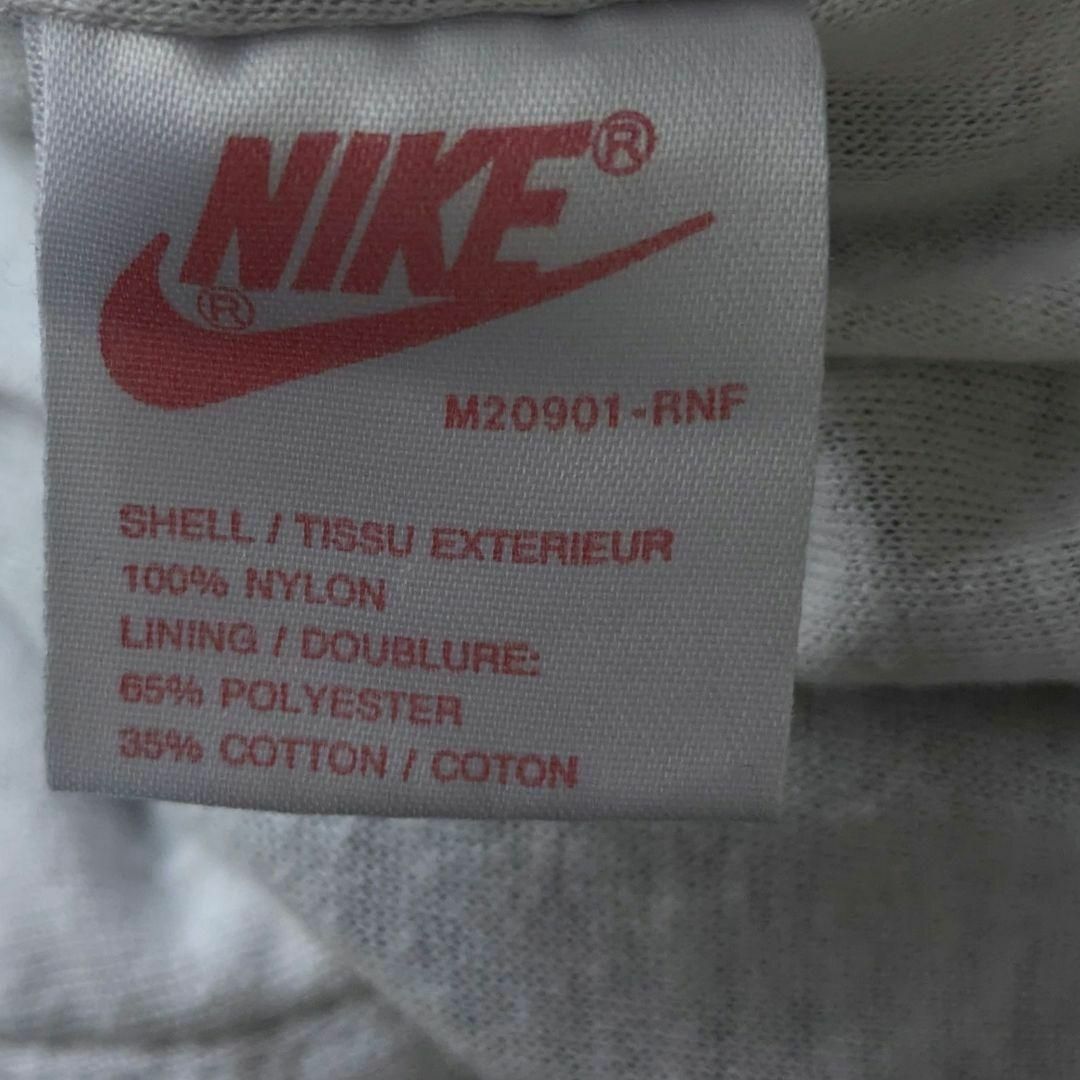 NIKE®
®
M20901-RNF
SHELL / TISSU EXTERIEUR
100% NYLON
LINING / DOUBLURE:
65% POLYESTER
35% COTTON / COTON